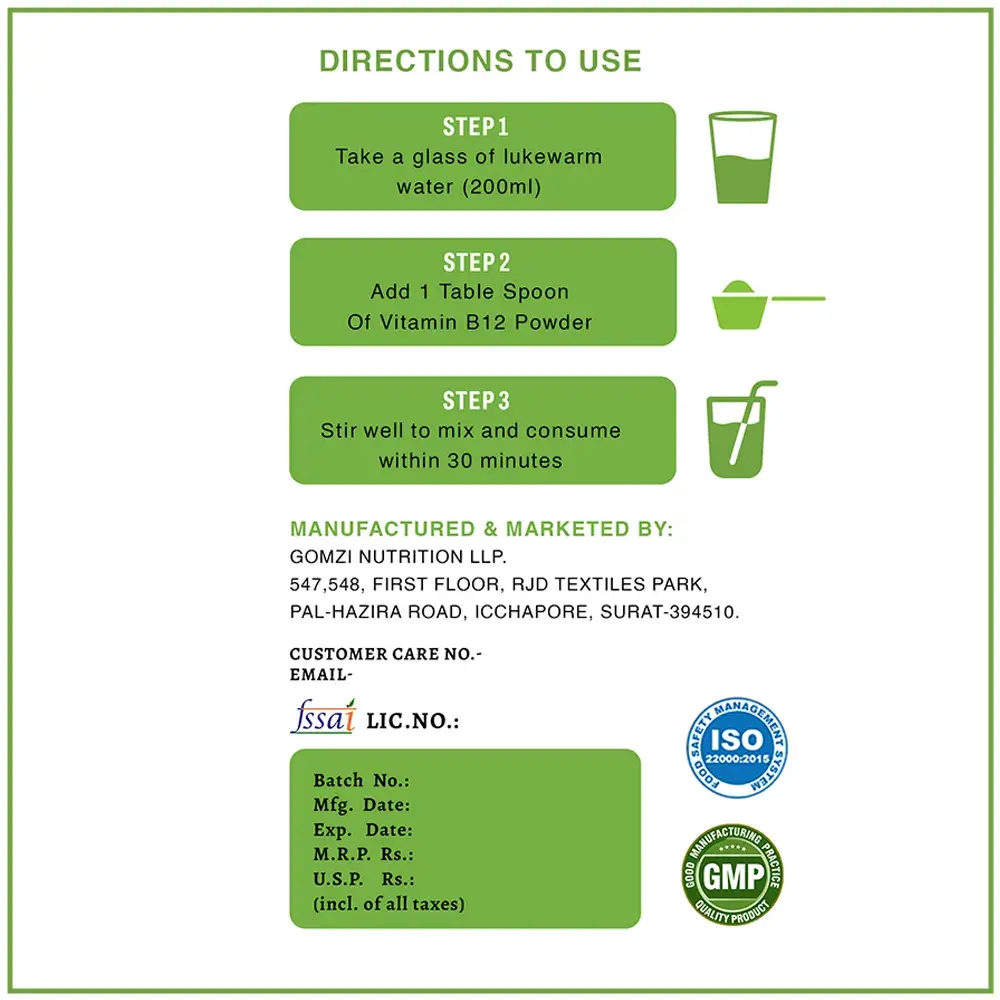 DIRECTIONS TO USE
STEP 1
Take a glass of lukewarm
water (200ml)
STEP 2
Add 1 Table Spoon
Of Vitamin B12 Powder
STEP 3
Stir well to mix and consume
within 30 minutes
MANUFACTURED & MARKETED BY:
GOMZI NUTRITION LLP.
547,548, FIRST FLOOR, RJD TEXTILES PARK,
PAL-HAZIRA ROAD, ICCHAPORE, SURAT-394510.
CUSTOMER CARE NO.-
EMAIL-
fssai LIC.NO.:
Batch No.:
Mfg. Date:
Exp. Date:
M.R.P. Rs.:
U.S.P. Rs.:
(incl. of all taxes)
FOOD SAFETY MANAGEMENT SYSTEM
ISO
22000:2015
GOOD MANUFACTURING PRACTICE
GMP
QUALITY PRODUCT